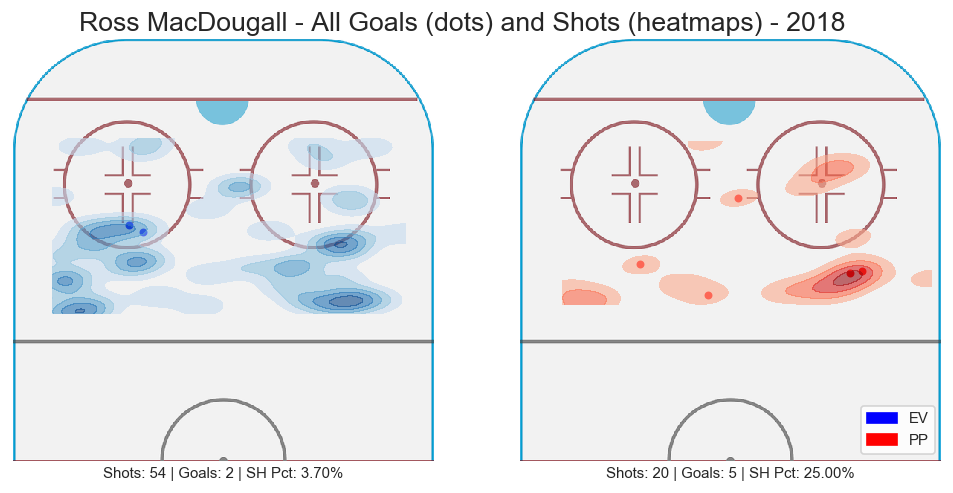 Ross MacDougall - All Goals (dots) and Shots (heatmaps) - 2018
EV
PP
Shots: 54 | Goals: 2 | SH Pct: 3.70%
Shots: 20 | Goals: 5 | SH Pct: 25.00%